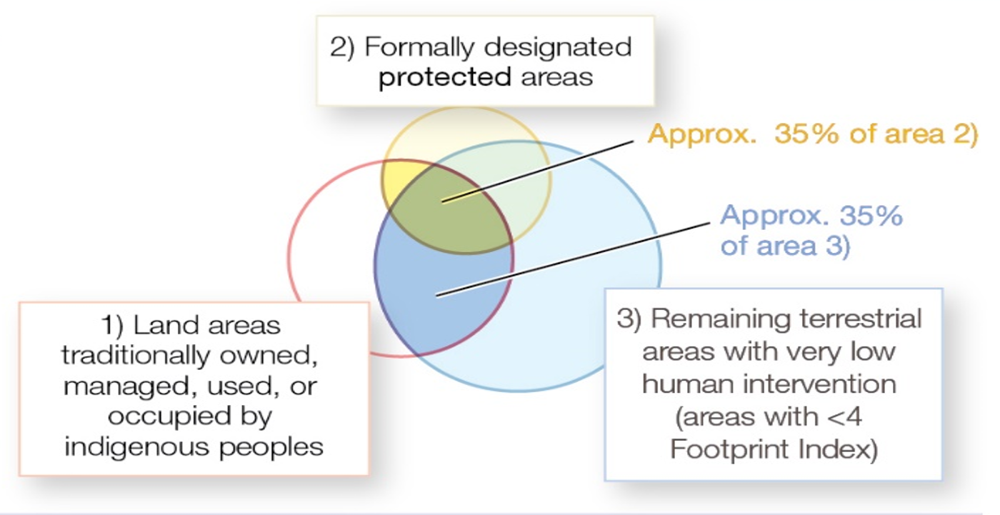 2) Formally designated
protected areas
Approx. 35% of area 2)
Approx. 35%
of area 3)
1) Land areas
traditionally owned,
managed, used, or
occupied by
indigenous peoples
3) Remaining terrestrial
areas with very low
human intervention
(areas with <4
Footprint Index)